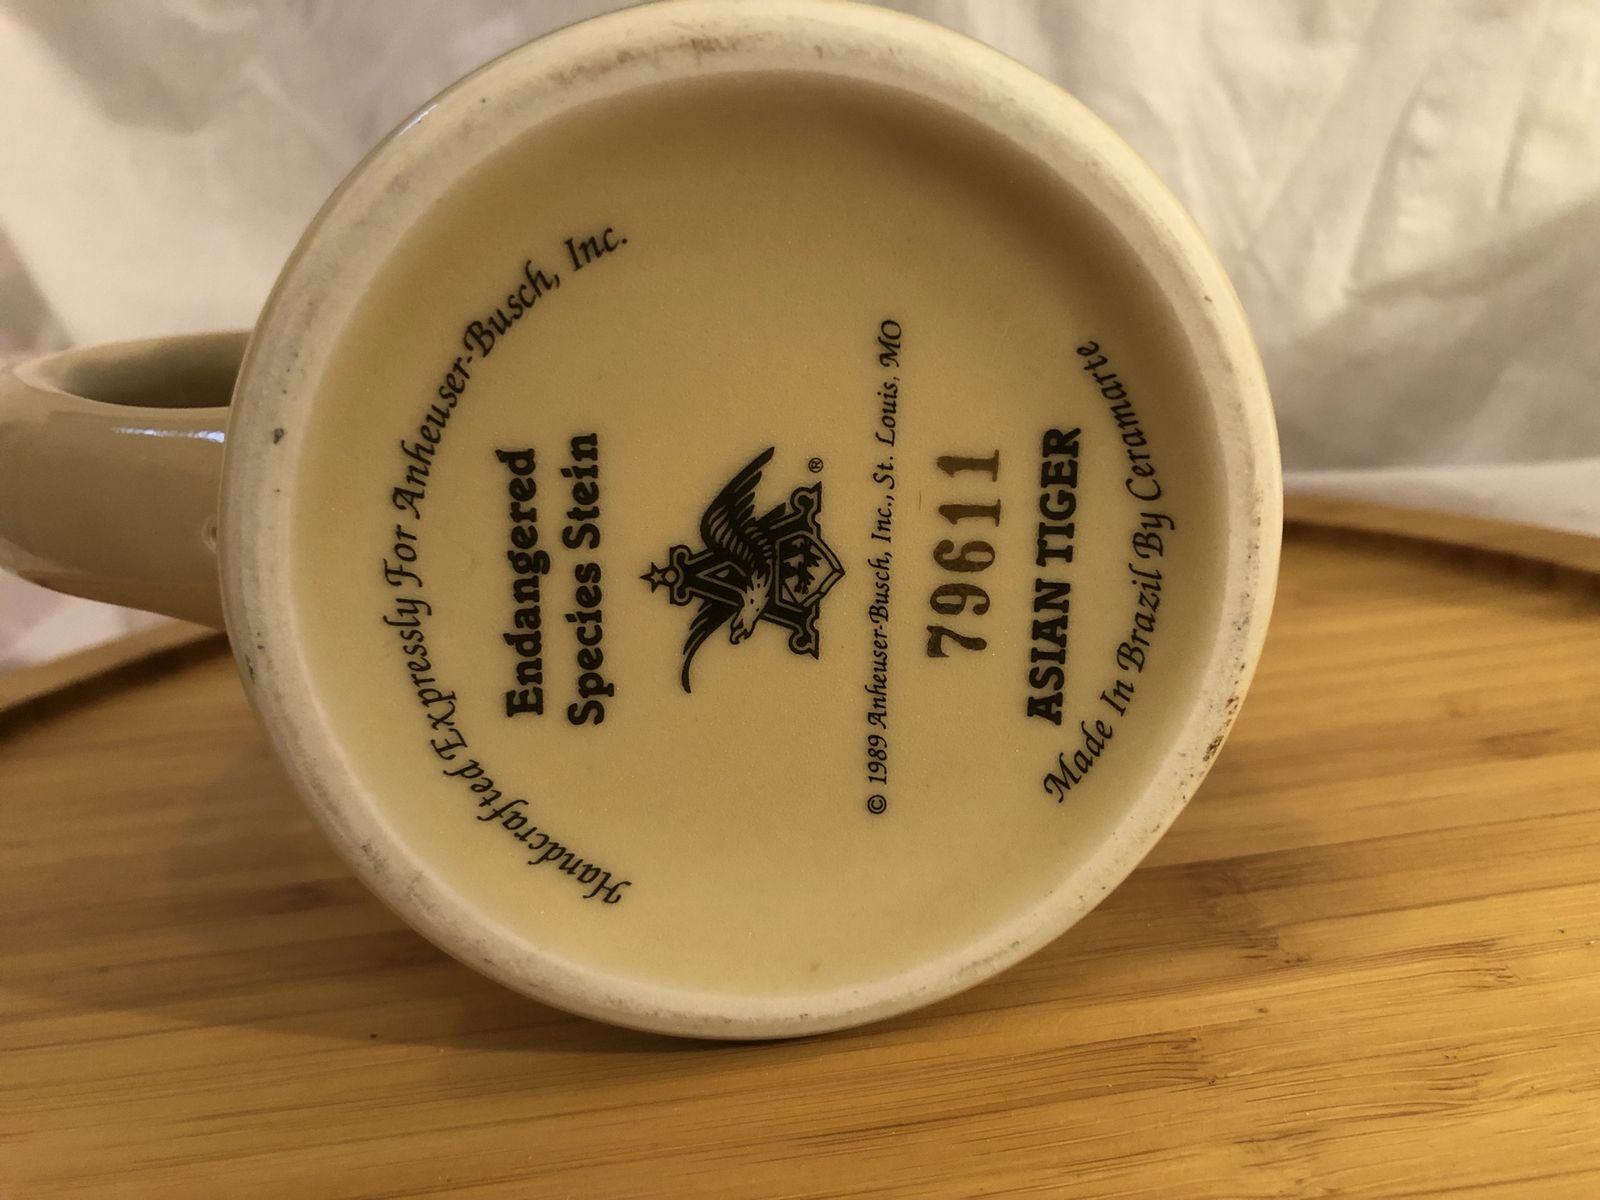 Handcrafted Expressly For Anheuser-Busch, Inc.
Endangered
Species Stein
®
© 1989 Anheuser-Busch, Inc., St. Louis, MO
79611
ASIAN TIGER
Made In Brazil By Ceramarte